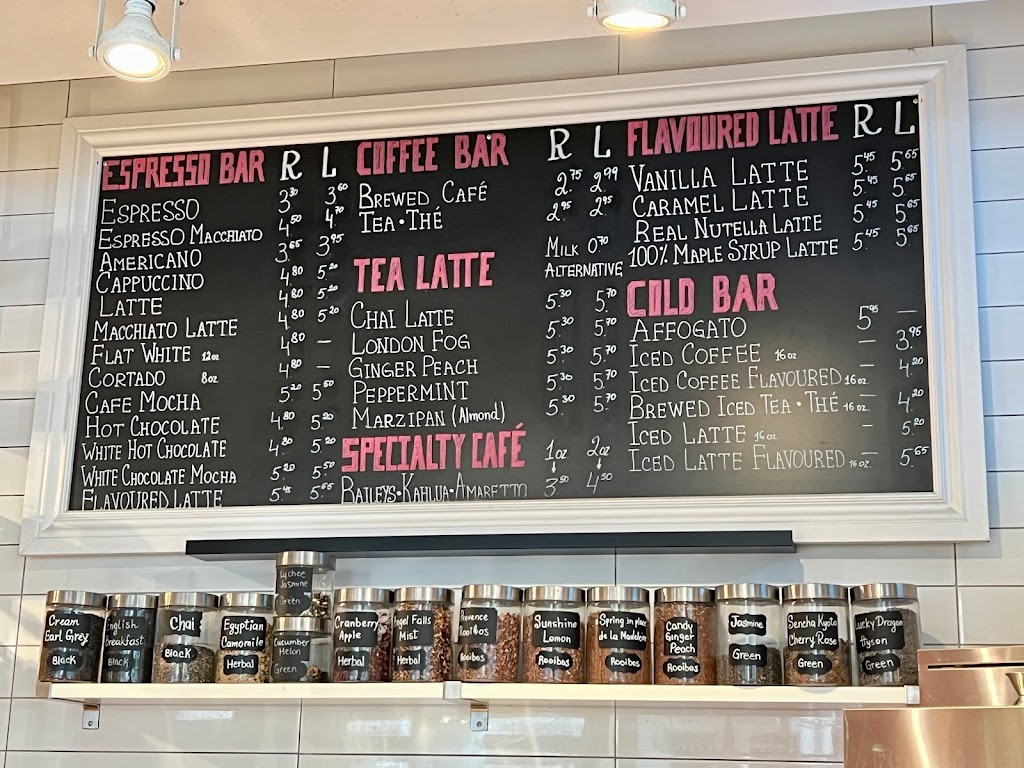 ESPRESSO BAR R L
ESPRESSO 3.30 3.60
ESPRESSO MACCHIATO 4.50 4.70
AMERICANO 3.65 3.95
CAPPUCCINO 4.80 5.20
LATTE 4.80 5.20
MACCHIATO LATTE 4.80 5.20
FLAT WHITE 12oz 4.80 —
CORTADO 8oz 4.80 —
CAFE MOCHA 5.20 5.50
HOT CHOCOLATE 4.80 5.20
WHITE HOT CHOCOLATE 4.80 5.20
WHITE CHOCOLATE MOCHA 5.20 5.50
FLAVOURED LATTE 5.45 5.65
COFFEE BAR R L
BREWED CAFÉ 2.75 2.99
TEA • THÉ 2.95 2.95
MILK 0.70
ALTERNATIVE
TEA LATTE
CHAI LATTE 5.30 5.70
LONDON FOG 5.30 5.70
GINGER PEACH 5.30 5.70
PEPPERMINT 5.30 5.70
MARZIPAN (Almond) 5.30 5.70
SPECIALTY CAFÉ 1oz 2oz
BAILEYS • KAHLUA • AMARETTO 3.50 4.50
FLAVOURED LATTE R L
VANILLA LATTE 5.45 5.65
CARAMEL LATTE 5.45 5.65
REAL NUTELLA LATTE 5.45 5.65
100% MAPLE SYRUP LATTE 5.45 5.65
COLD BAR
AFFOGATO 5.95 —
ICED COFFEE 16oz — 3.95
ICED COFFEE FLAVOURED 16oz — 4.20
BREWED ICED TEA • THÉ 16oz — 4.20
ICED LATTE 16oz — 5.20
ICED LATTE FLAVOURED 16oz — 5.65
Lychee
Jasmine
Green
Cream
Earl Grey
Black
English
Breakfast
Black
Chai
Black
Egyptian
Camomile
Herbal
Cucumber
Melon
Green
Cranberry
Apple
Herbal
Angel Falls
Mist
Herbal
Provence
Rooibos
Rooibos
Sunshine
Lemon
Rooibos
Spring in place
de La Madeleine
Rooibos
Candy
Ginger
Peach
Rooibos
Jasmine
Green
Sencha Kyoto
Cherry Rose
Green
Lucky Dragon
Hyson
Green